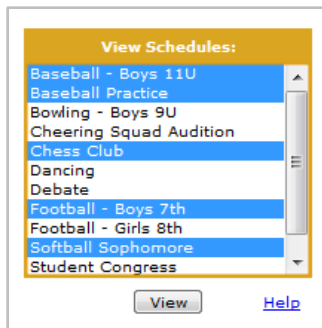 View Schedules:
Baseball - Boys 11U
Baseball Practice
Bowling - Boys 9U
Cheering Squad Audition
Chess Club
Dancing
Debate
Football - Boys 7th
Football - Girls 8th
Softball Sophomore
Student Congress
View Help